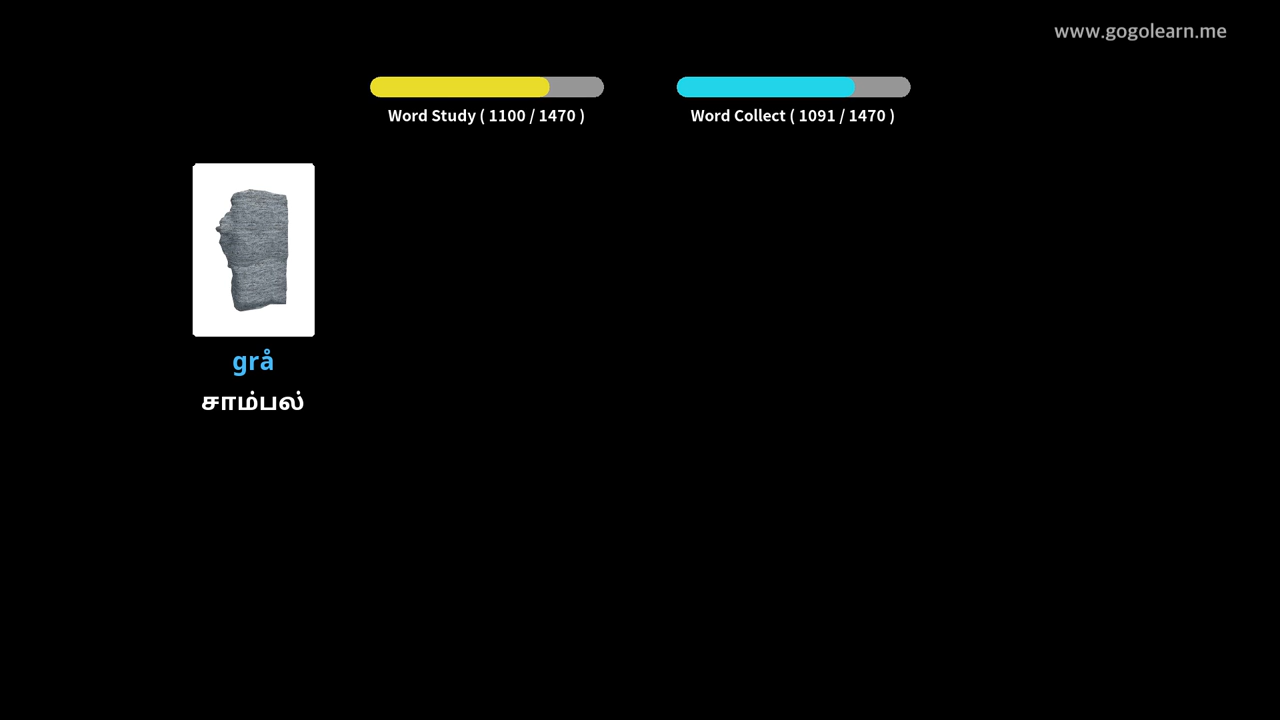 www.gogolearn.me
Word Study ( 1100 / 1470 )
Word Collect ( 1091 / 1470 )
grå
சாம்பல்